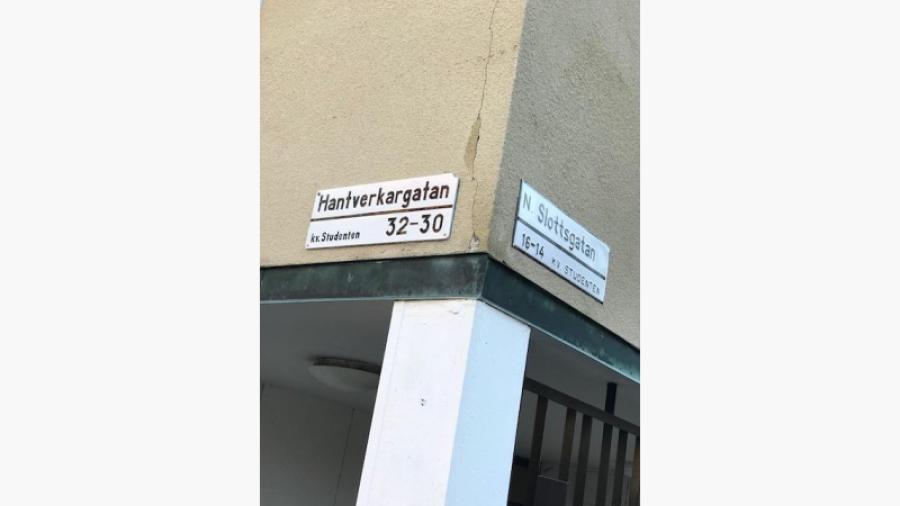 Hantverkargatan
kv. Studenten 32-30
N. Slottsgatan
16-14 KV. STUDENTEN